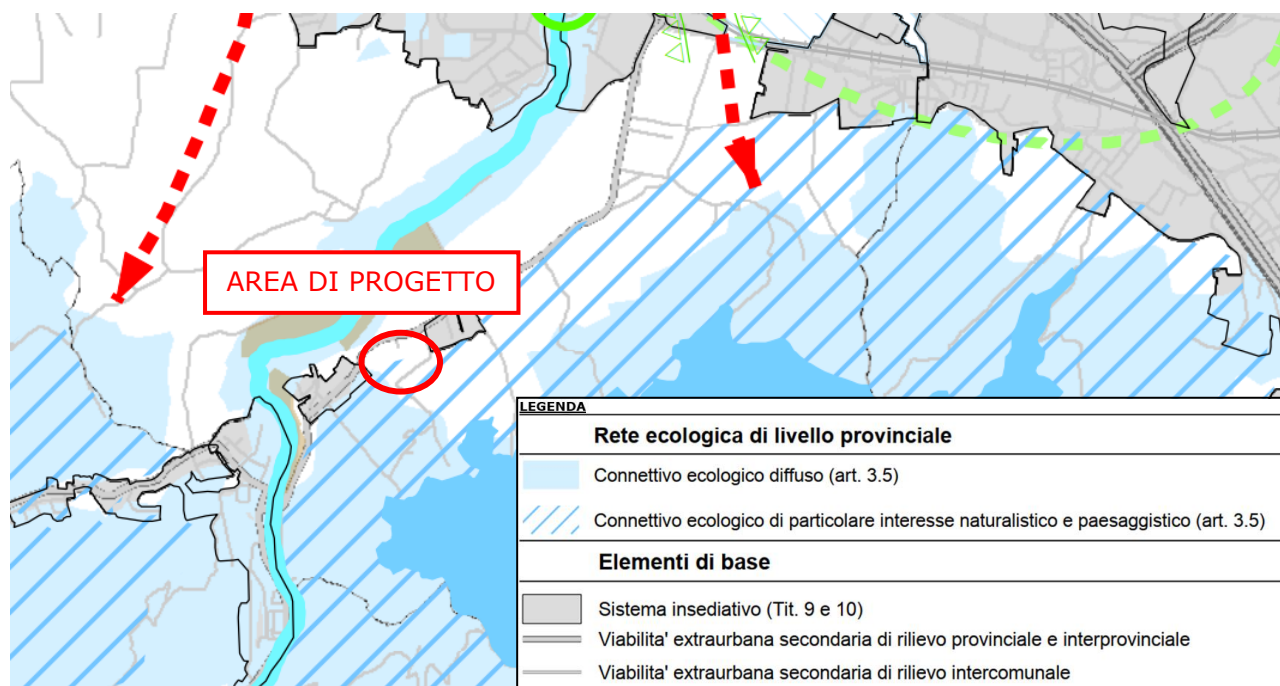 AREA DI PROGETTO
LEGENDA
Rete ecologica di livello provinciale
Connettivo ecologico diffuso (art. 3.5)
Connettivo ecologico di particolare interesse naturalistico e paesaggistico (art. 3.5)
Elementi di base
Sistema insediativo (Tit. 9 e 10)
Viabilita' extraurbana secondaria di rilievo provinciale e interprovinciale
Viabilita' extraurbana secondaria di rilievo intercomunale